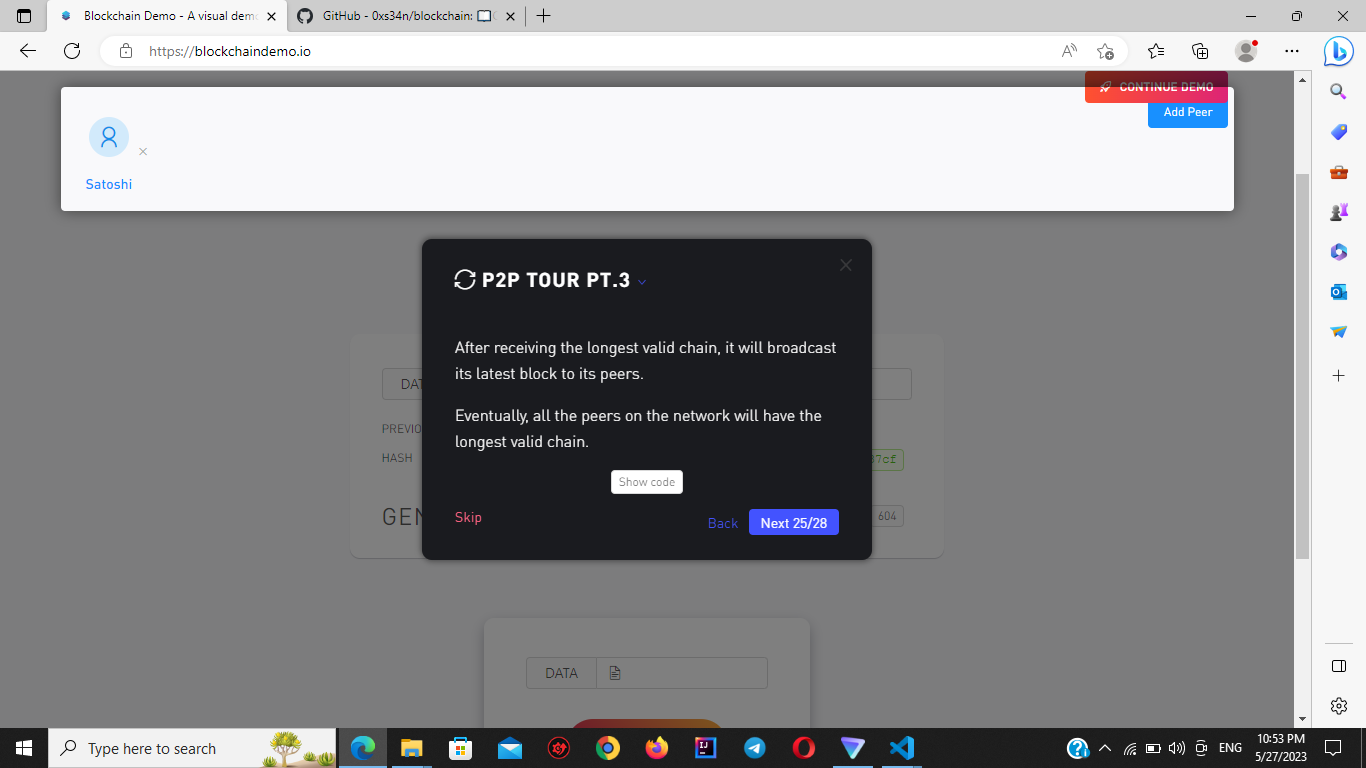 Blockchain Demo - A visual demo
GitHub - 0xs34n/blockchain:
https://blockchaindemo.io
CONTINUE DEMO
Add Peer
Satoshi
P2P TOUR PT.3
After receiving the longest valid chain, it will broadcast
its latest block to its peers.
Eventually, all the peers on the network will have the
longest valid chain.
Show code
Skip
Back
Next 25/28
DAT
PREVIO
HASH
37cf
GEN
604
DATA
Type here to search
ENG
10:53 PM
5/27/2023